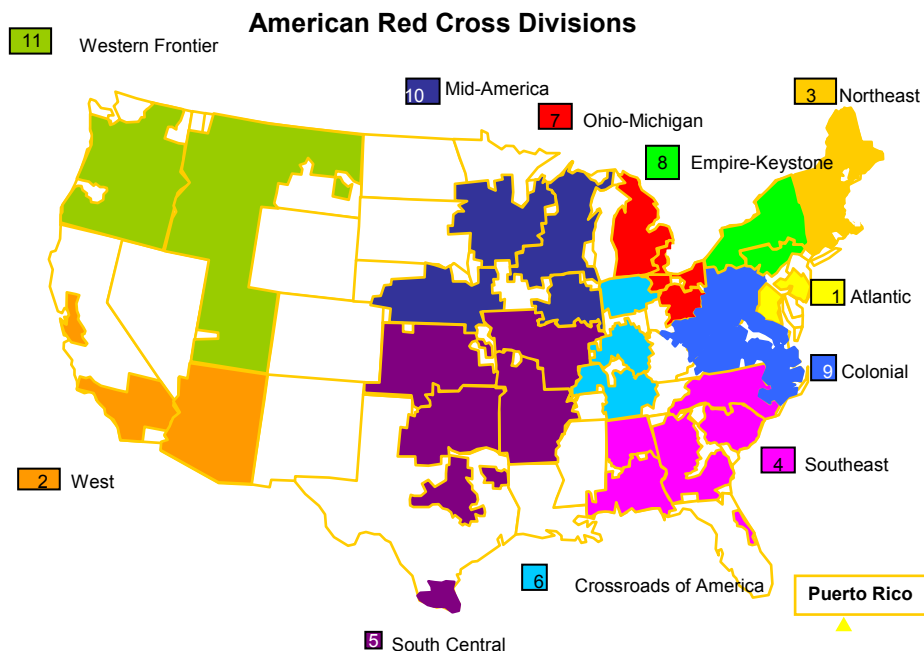 American Red Cross Divisions
11 Western Frontier
10 Mid-America
3 Northeast
7 Ohio-Michigan
8 Empire-Keystone
1 Atlantic
9 Colonial
4 Southeast
2 West
6 Crossroads of America
Puerto Rico
5 South Central